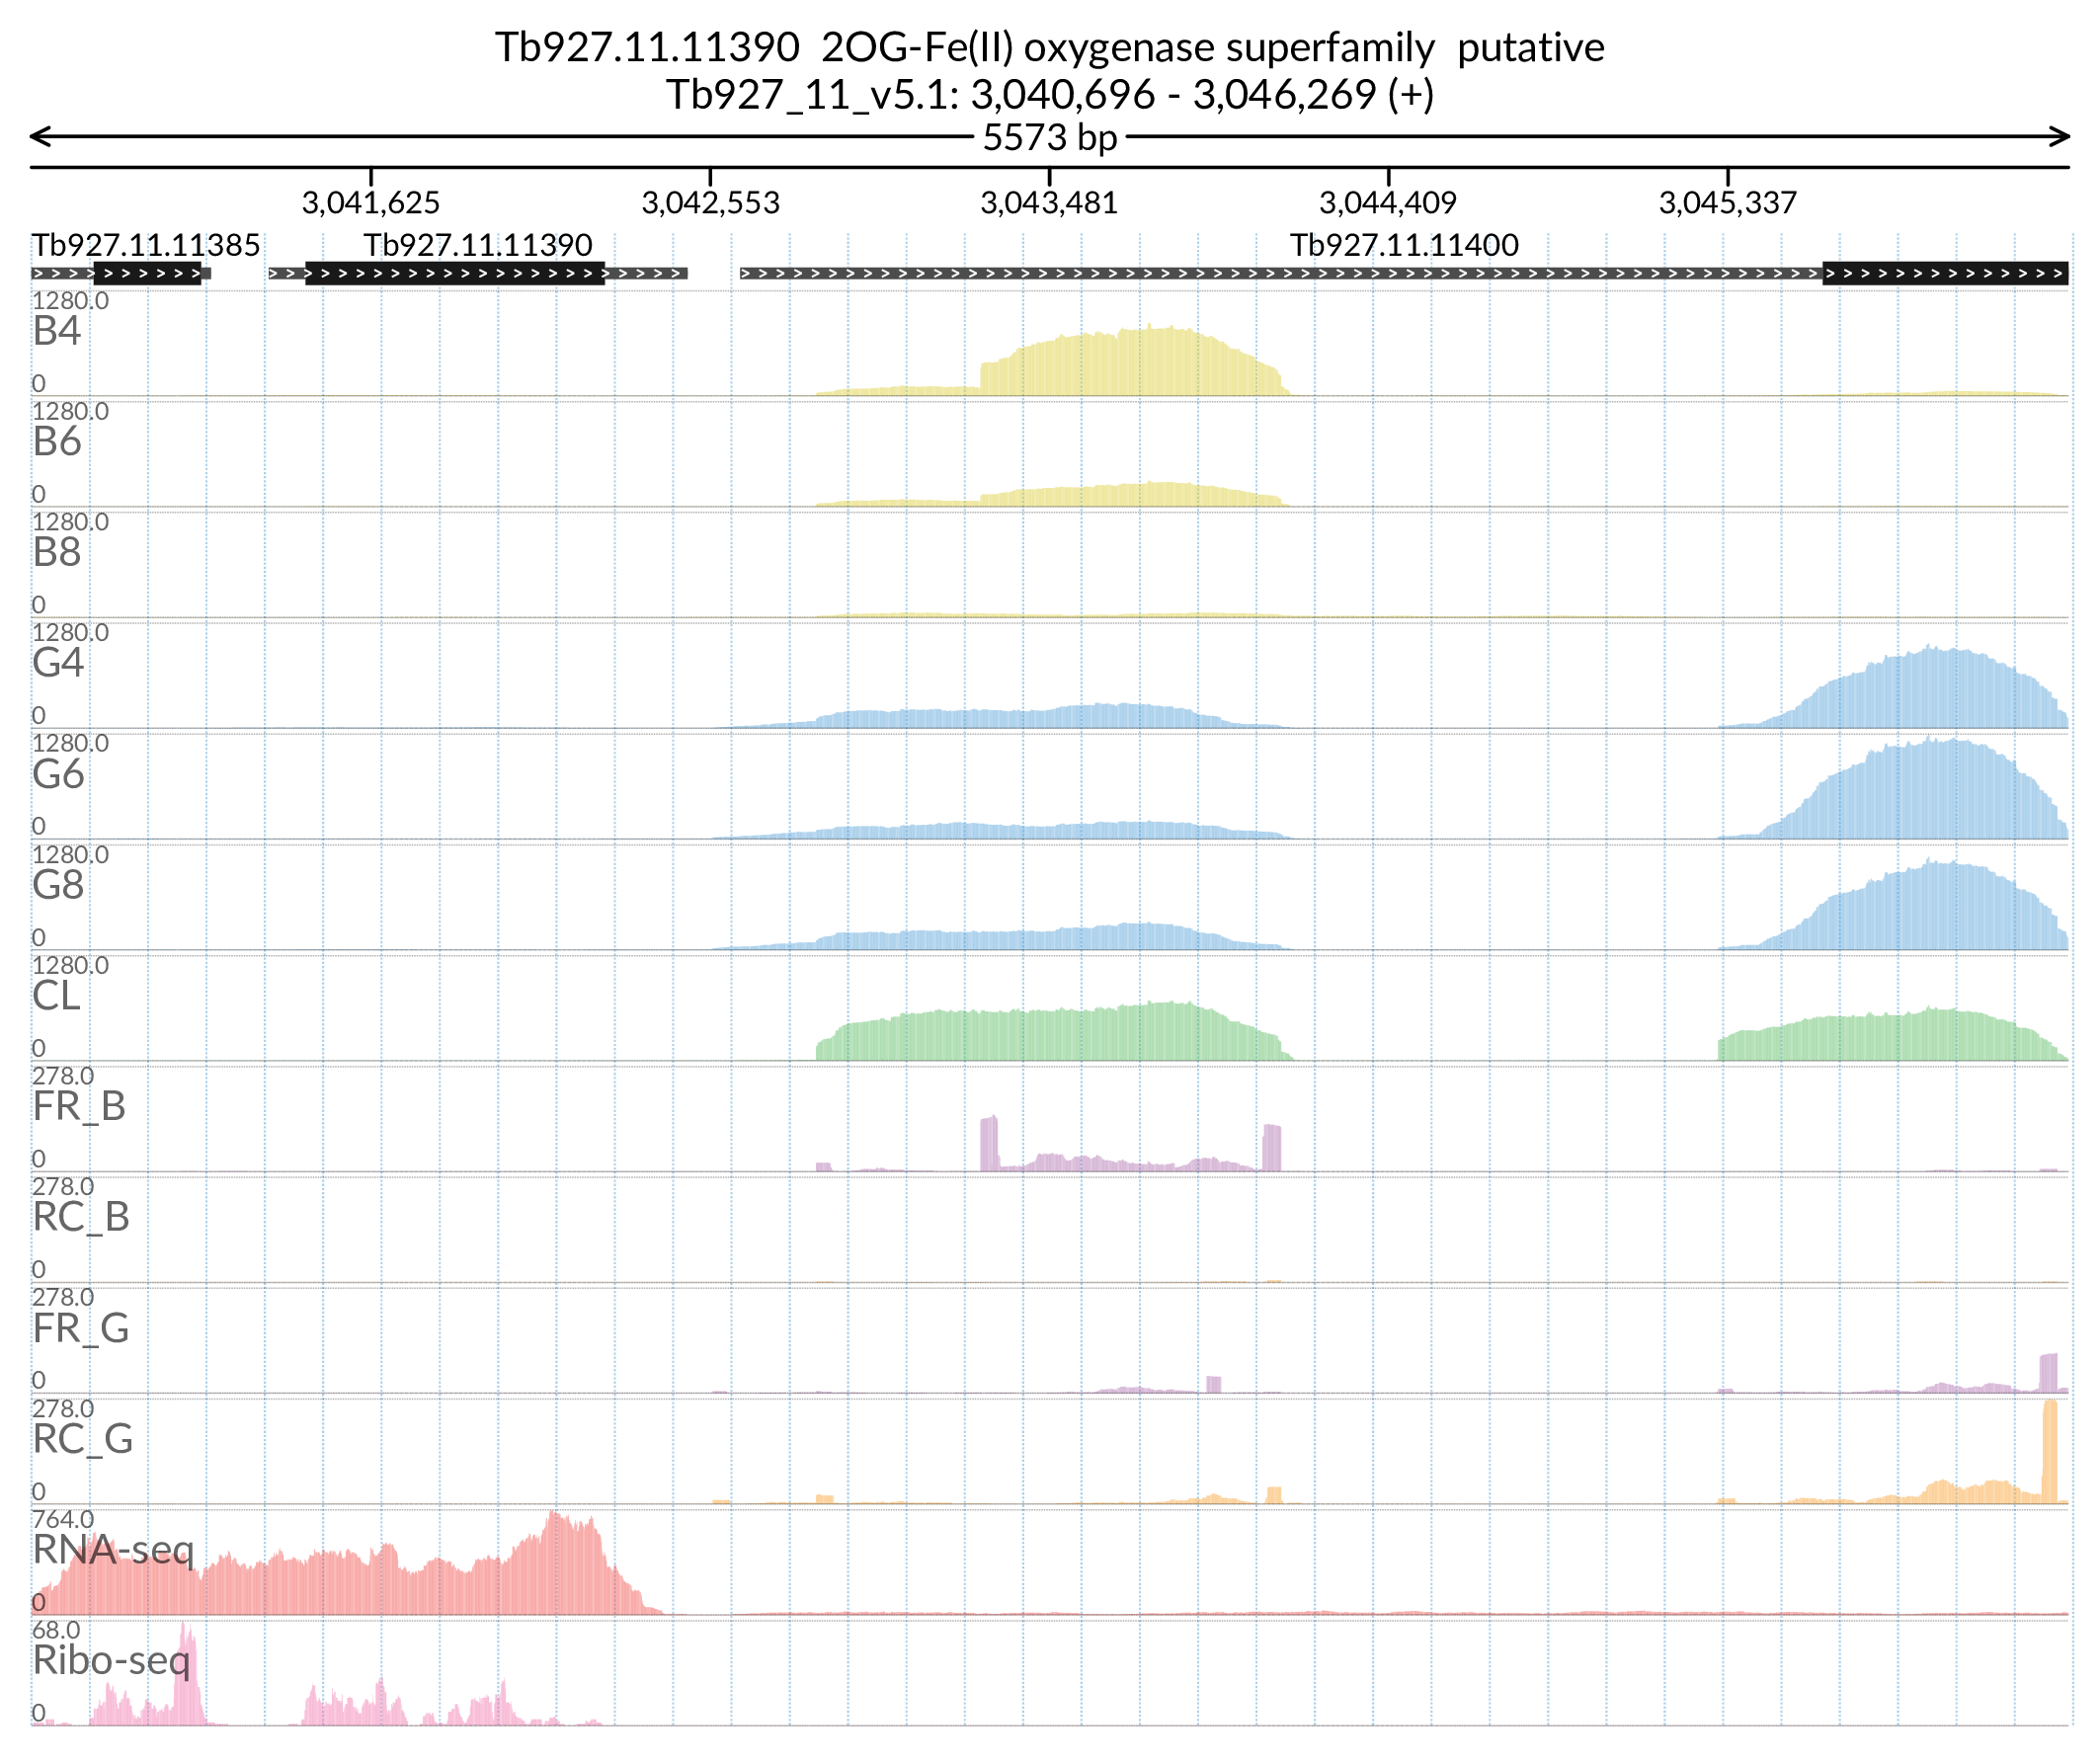 Tb927.11.11390  2OG-Fe(II) oxygenase superfamily  putative
Tb927_11_v5.1: 3,040,696 - 3,046,269 (+)
5573 bp
3,041,625 3,042,553 3,043,481 3,044,409 3,045,337
Tb927.11.11385 Tb927.11.11390 Tb927.11.11400
1280.0
B4
0
1280.0
B6
0
1280.0
B8
0
1280.0
G4
0
1280.0
G6
0
1280.0
G8
0
1280.0
CL
0
278.0
FR_B
0
278.0
RC_B
0
278.0
FR_G
0
278.0
RC_G
0
764.0
RNA-seq
0
68.0
Ribo-seq
0